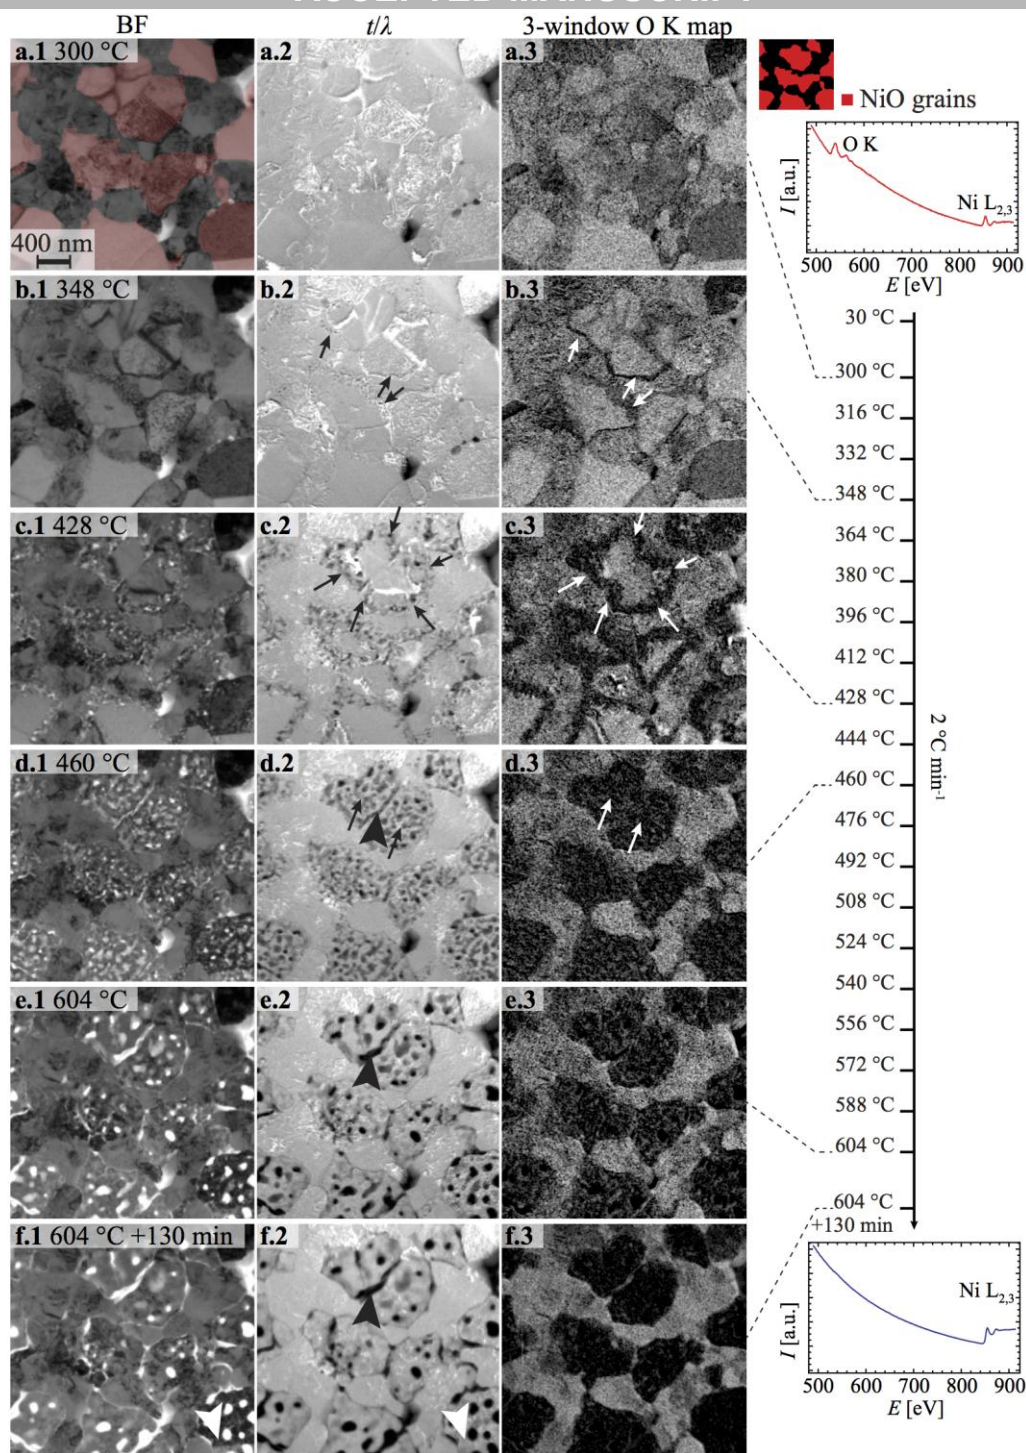 ACCEPTED MANUSCRIPT
BF
t/λ
3-window O K map
a.1 300 °C
a.2
a.3
400 nm
NiO grains
O K
Ni L2,3
I [a.u.]
500 600 700 800 900
E [eV]
b.1 348 °C
b.2
b.3
c.1 428 °C
c.2
c.3
d.1 460 °C
d.2
d.3
e.1 604 °C
e.2
e.3
f.1 604 °C +130 min
f.2
f.3
30 °C
300 °C
316 °C
332 °C
348 °C
364 °C
380 °C
396 °C
412 °C
428 °C
444 °C
460 °C
476 °C
492 °C
508 °C
524 °C
540 °C
556 °C
572 °C
588 °C
604 °C
604 °C
+130 min
2 °C min-1
Ni L2,3
I [a.u.]
500 600 700 800 900
E [eV]